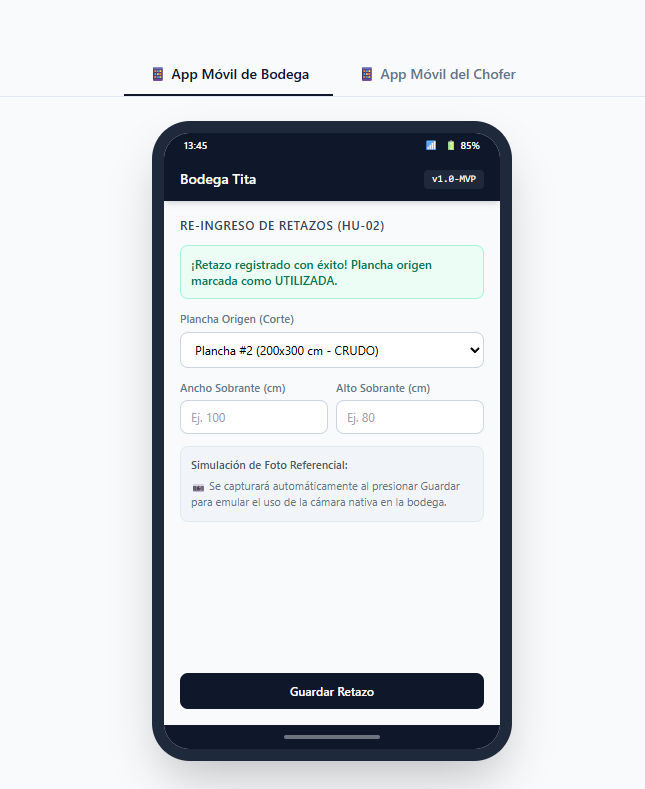 App Móvil de Bodega
App Móvil del Chofer
13:45
85%
Bodega Tita
v1.0-MVP
RE-INGRESO DE RETAZOS (HU-02)
¡Retazo registrado con éxito! Plancha origen
marcada como UTILIZADA.
Plancha Origen (Corte)
Plancha #2 (200x300 cm - CRUDO)
Ancho Sobrante (cm)
Alto Sobrante (cm)
Ej. 100
Ej. 80
Simulación de Foto Referencial:
Se capturará automáticamente al presionar Guardar
para emular el uso de la cámara nativa en la bodega.
Guardar Retazo